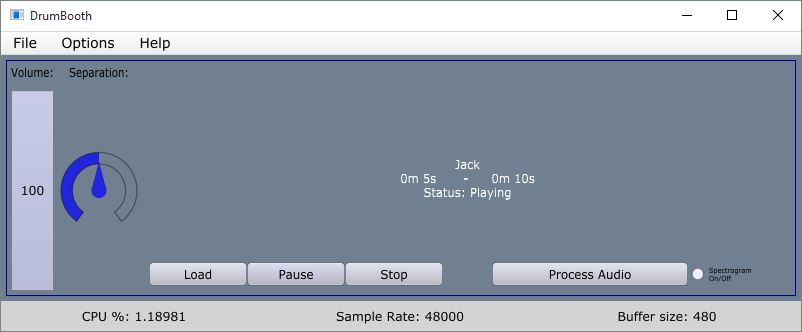 DrumBooth
File Options Help
Volume: Separation:
100
Jack
0m 5s - 0m 10s
Status: Playing
Load Pause Stop Process Audio Spectrogram
On/Off
CPU %: 1.18981 Sample Rate: 48000 Buffer size: 480